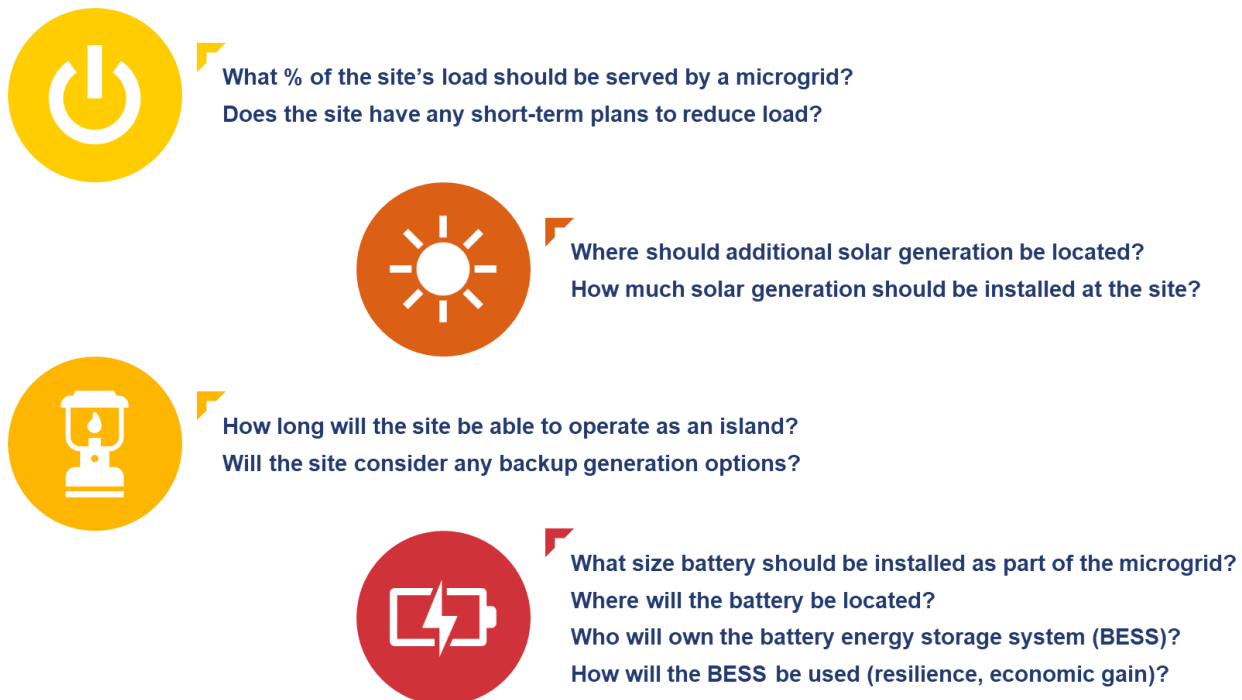 What % of the site’s load should be served by a microgrid?
Does the site have any short-term plans to reduce load?
Where should additional solar generation be located?
How much solar generation should be installed at the site?
How long will the site be able to operate as an island?
Will the site consider any backup generation options?
What size battery should be installed as part of the microgrid?
Where will the battery be located?
Who will own the battery energy storage system (BESS)?
How will the BESS be used (resilience, economic gain)?